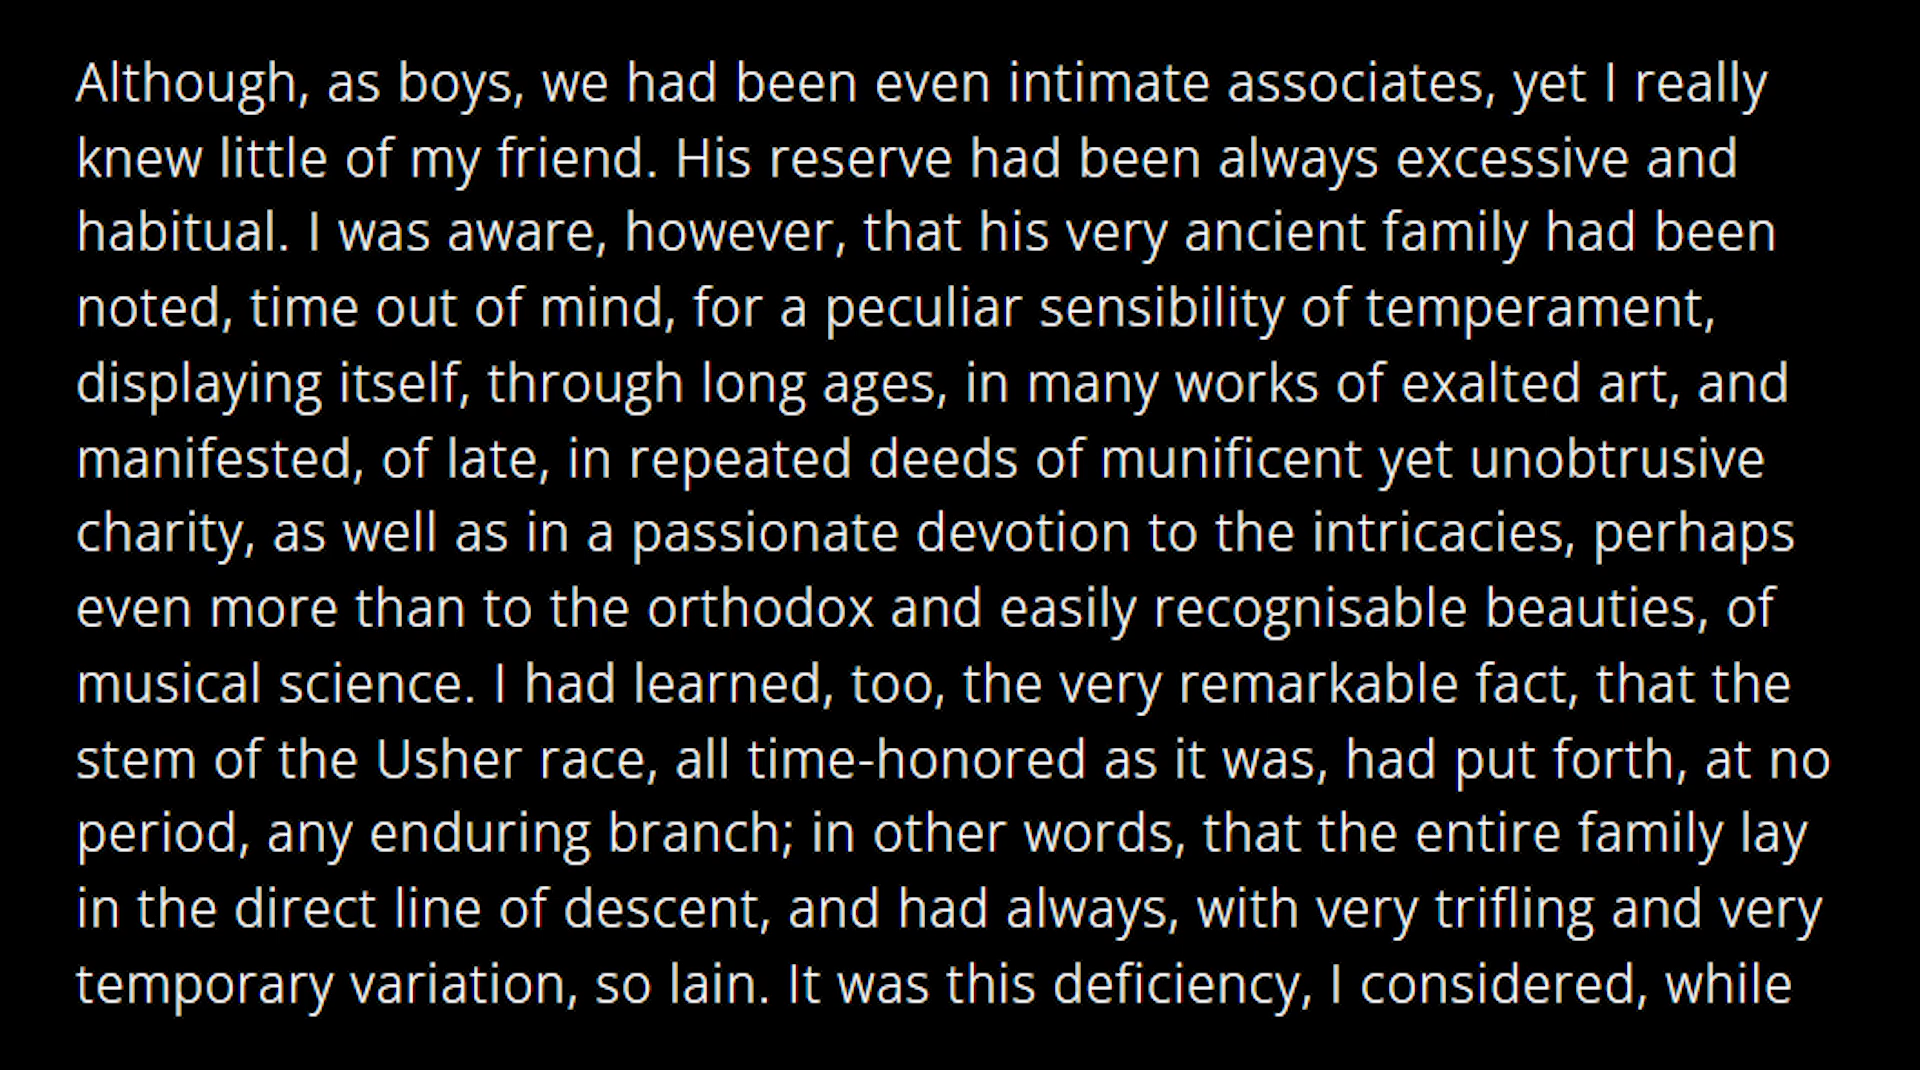 Although, as boys, we had been even intimate associates, yet I really
knew little of my friend. His reserve had been always excessive and
habitual. I was aware, however, that his very ancient family had been
noted, time out of mind, for a peculiar sensibility of temperament,
displaying itself, through long ages, in many works of exalted art, and
manifested, of late, in repeated deeds of munificent yet unobtrusive
charity, as well as in a passionate devotion to the intricacies, perhaps
even more than to the orthodox and easily recognisable beauties, of
musical science. I had learned, too, the very remarkable fact, that the
stem of the Usher race, all time-honored as it was, had put forth, at no
period, any enduring branch; in other words, that the entire family lay
in the direct line of descent, and had always, with very trifling and very
temporary variation, so lain. It was this deficiency, I considered, while